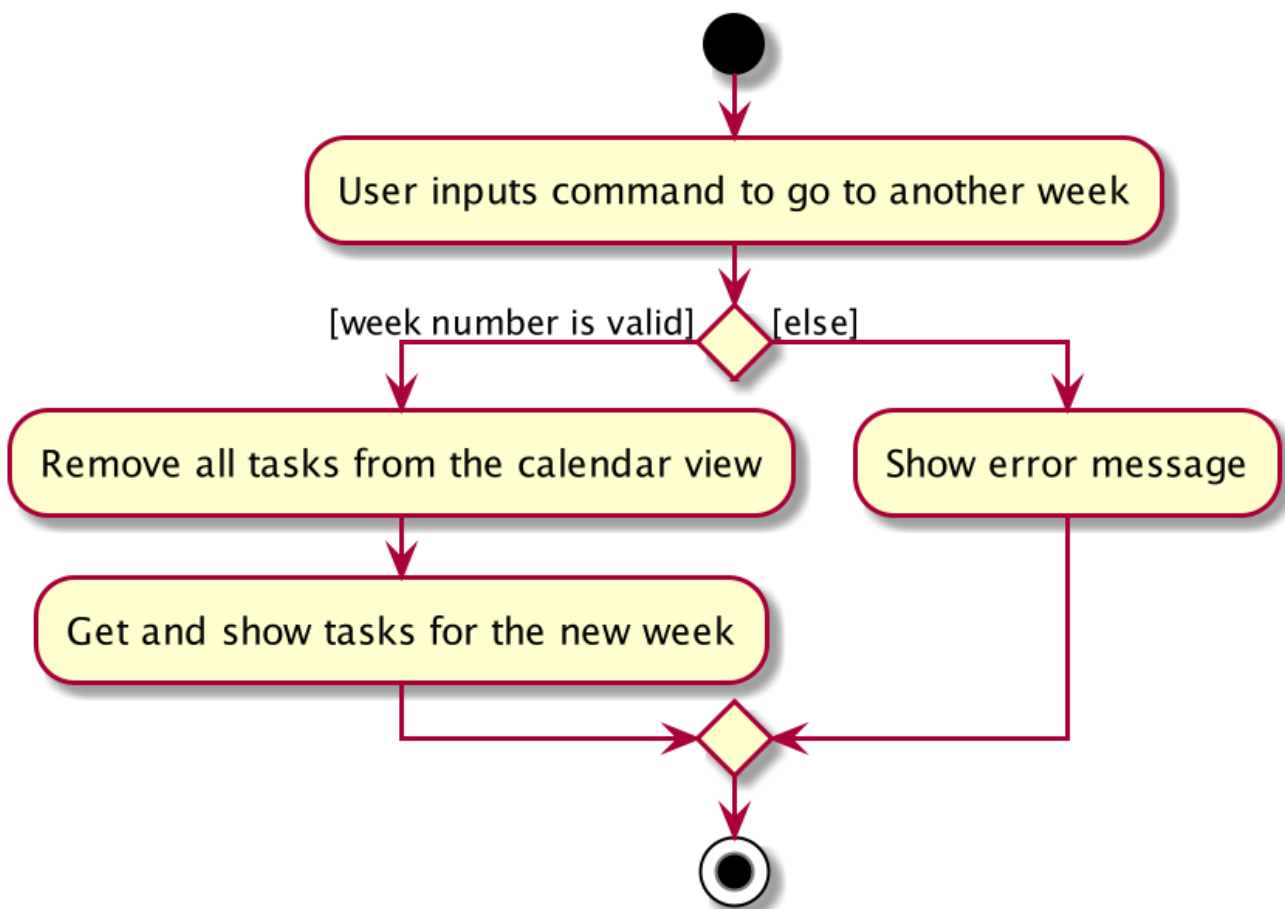 User inputs command to go to another week
[week number is valid]
[else]
Remove all tasks from the calendar view
Show error message
Get and show tasks for the new week